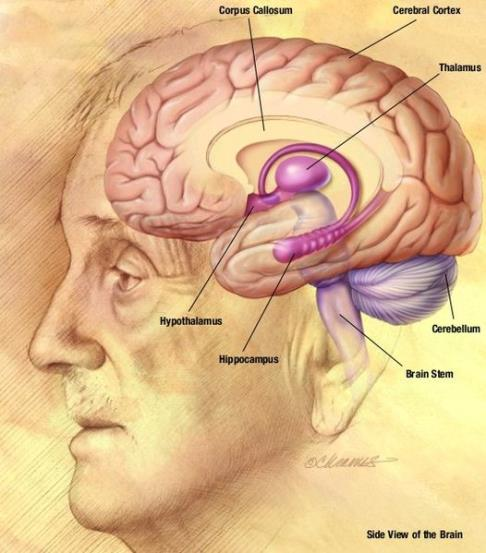 Corpus Callosum
Cerebral Cortex
Thalamus
Hypothalamus
Hippocampus
Cerebellum
Brain Stem
Side View of the Brain